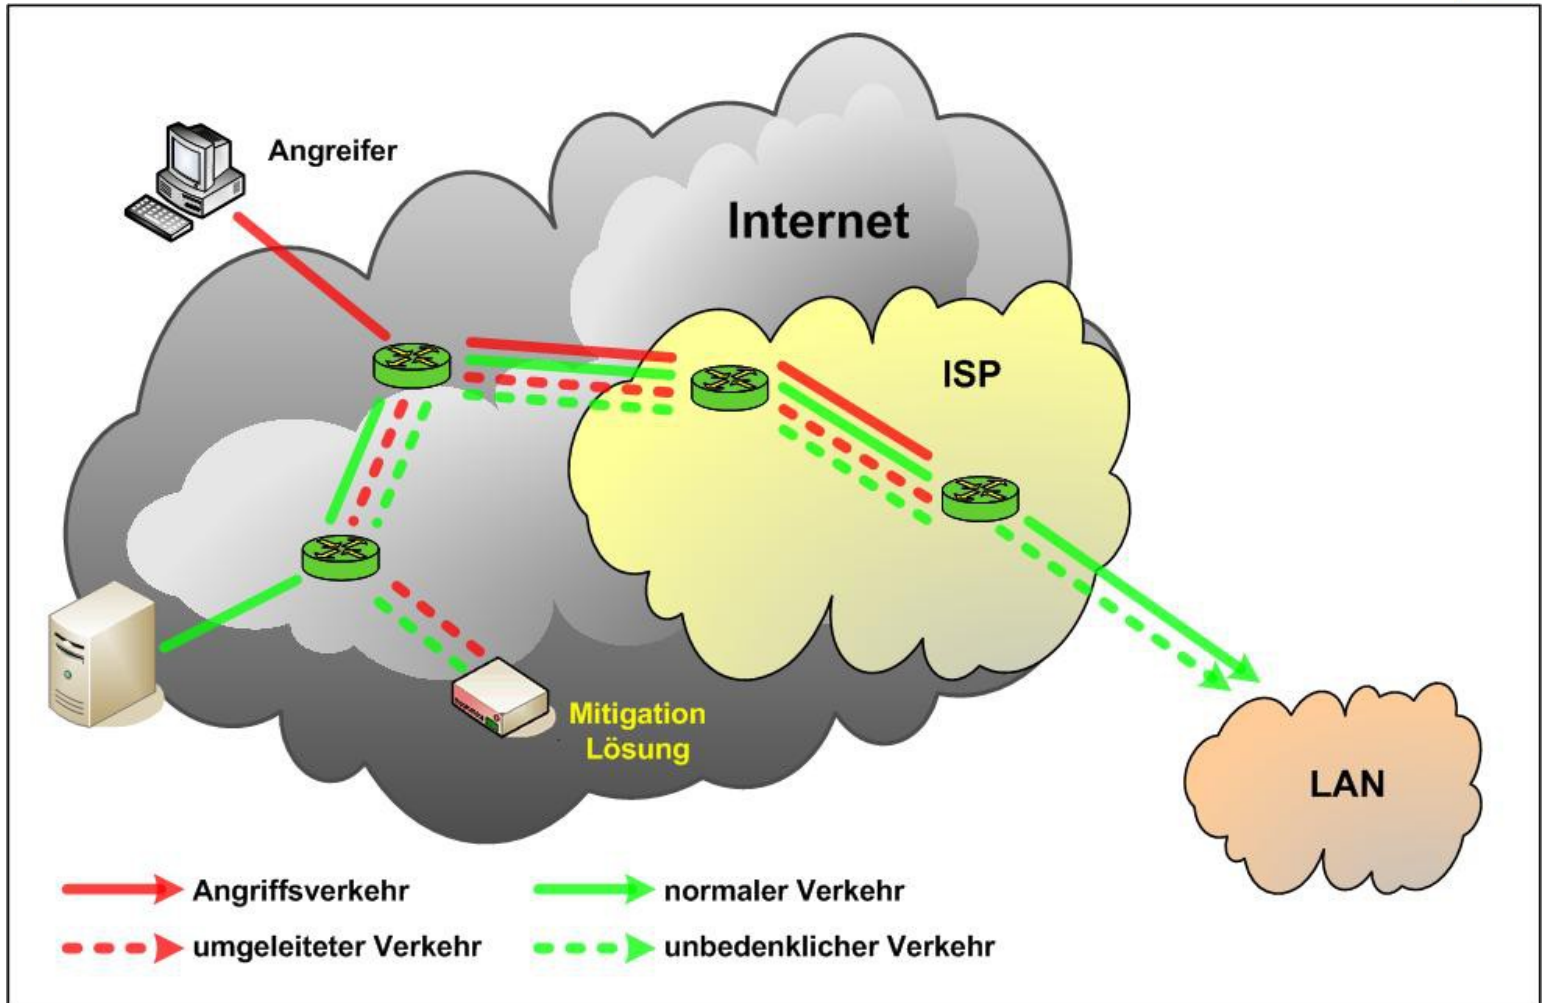 Angreifer
Internet
ISP
Mitigation
Lösung
LAN
Angriffsverkehr
normaler Verkehr
umgeleiteter Verkehr
unbedenklicher Verkehr